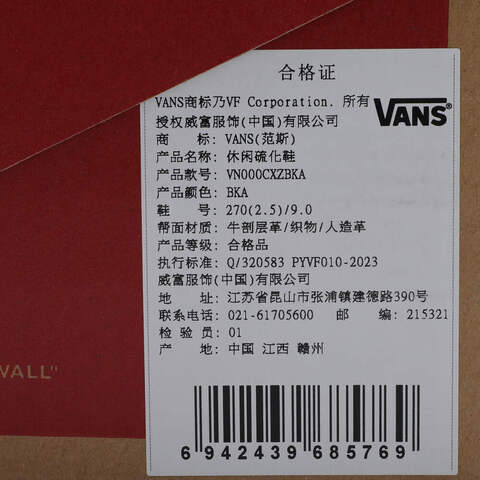 合格证
VANS商标乃VF Corporation. 所有
VANS®
授权威富服饰(中国)有限公司
商 标: VANS(范斯)
产品名称: 休闲硫化鞋
产品款号: VN000CXZBKA
产品颜色: BKA
鞋 号: 270(2.5)/9.0
帮面材质: 牛剖层革/织物/人造革
产品等级: 合格品
执行标准: Q/320583 PYVF010-2023
威富服饰(中国)有限公司
地 址: 江苏省昆山市张浦镇建德路390号
联系电话: 021-61705600 邮 编: 215321
检 验 员: 01
产 地: 中国 江西 赣州
WALL"
6 942439 685769